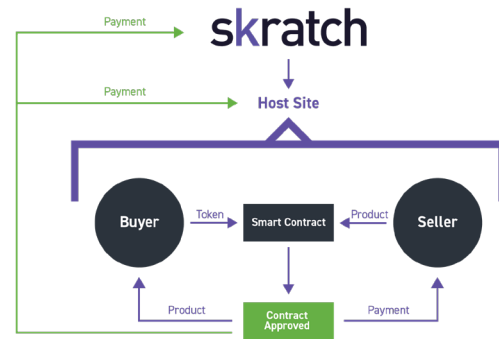 Payment
skratch
Payment
Host Site
Buyer
Token
Smart Contract
Product
Seller
Product
Contract
Approved
Payment